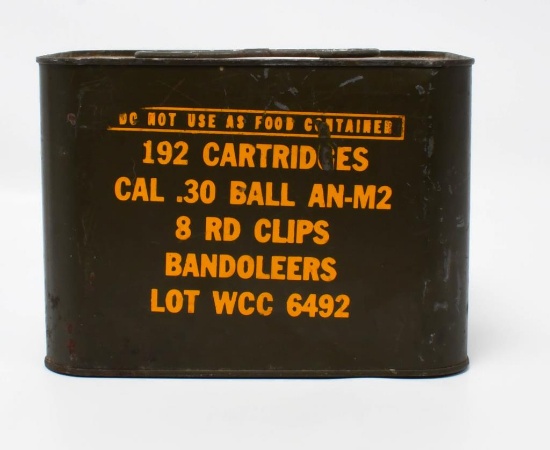 DO NOT USE AS FOOD CONTAINER
192 CARTRIDGES
CAL .30 BALL AN-M2
8 RD CLIPS
BANDOLEERS
LOT WCC 6492